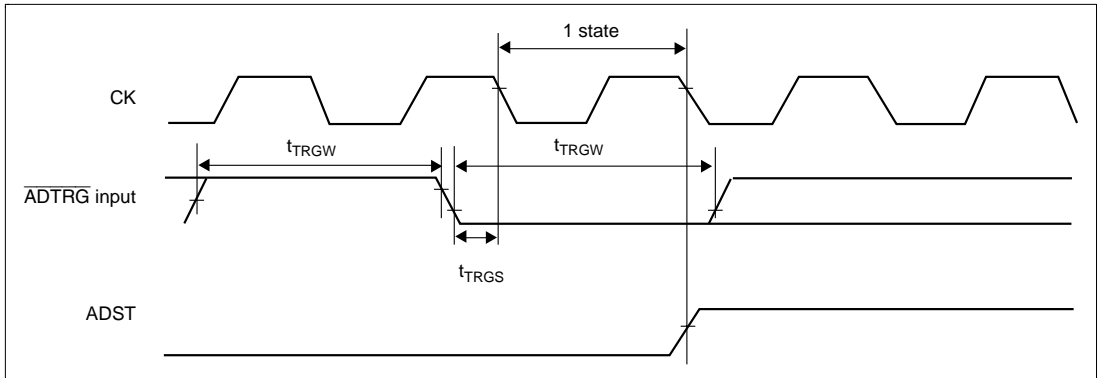 1 state
CK
tTRGW
tTRGW
ADTRG input
tTRGS
ADST